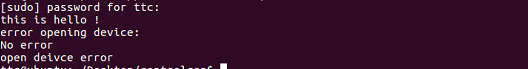 [sudo] password for ttc:
this is hello !
error opening device:
No error
open deivce error